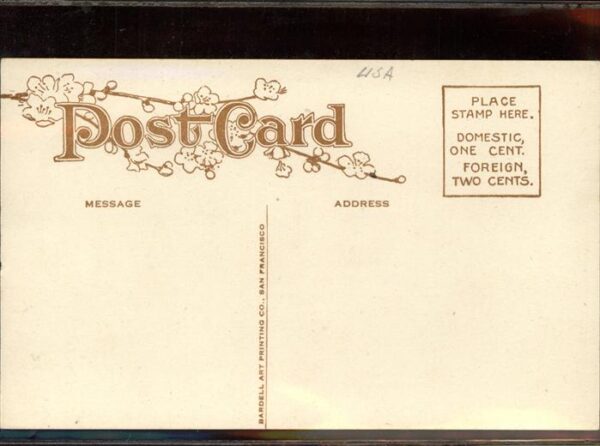 USA
Post Card
PLACE
STAMP HERE.
DOMESTIC,
ONE CENT.
FOREIGN,
TWO CENTS.
MESSAGE
ADDRESS
BARDELL ART PRINTING CO., SAN FRANCISCO